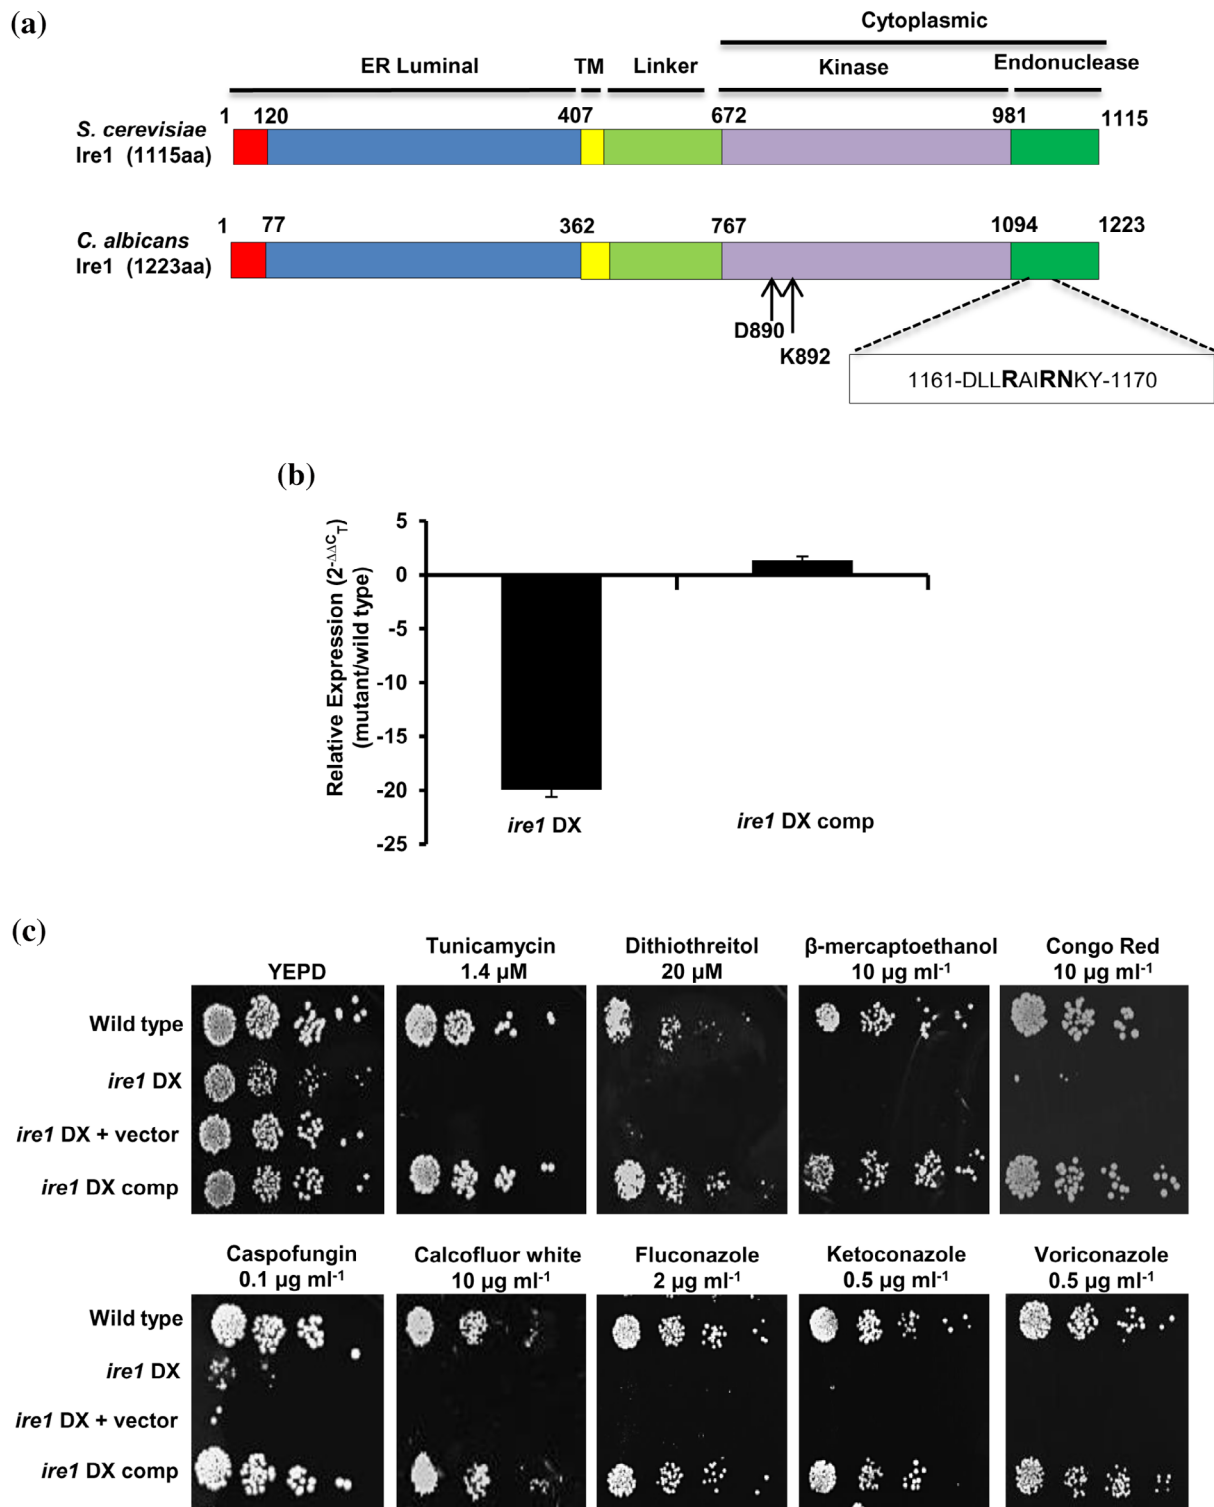 (a)
Cytoplasmic
ER Luminal TM Linker Kinase Endonuclease
1 120 407 672 981 1115
S. cerevisiae
Ire1 (1115aa)
1 77 362 767 1094 1223
C. albicans
Ire1 (1223aa)
D890
K892
1161-DLLRAIRNKY-1170
(b)
Relative Expression (2^-ΔΔC_T)
(mutant/wild type)
5
0
-5
-10
-15
-20
-25
ire1 DX
ire1 DX comp
(c)
YEPD
Tunicamycin
1.4 µM
Dithiothreitol
20 µM
β-mercaptoethanol
10 µg ml⁻¹
Congo Red
10 µg ml⁻¹
Wild type
ire1 DX
ire1 DX + vector
ire1 DX comp
Caspofungin
0.1 µg ml⁻¹
Calcofluor white
10 µg ml⁻¹
Fluconazole
2 µg ml⁻¹
Ketoconazole
0.5 µg ml⁻¹
Voriconazole
0.5 µg ml⁻¹
Wild type
ire1 DX
ire1 DX + vector
ire1 DX comp